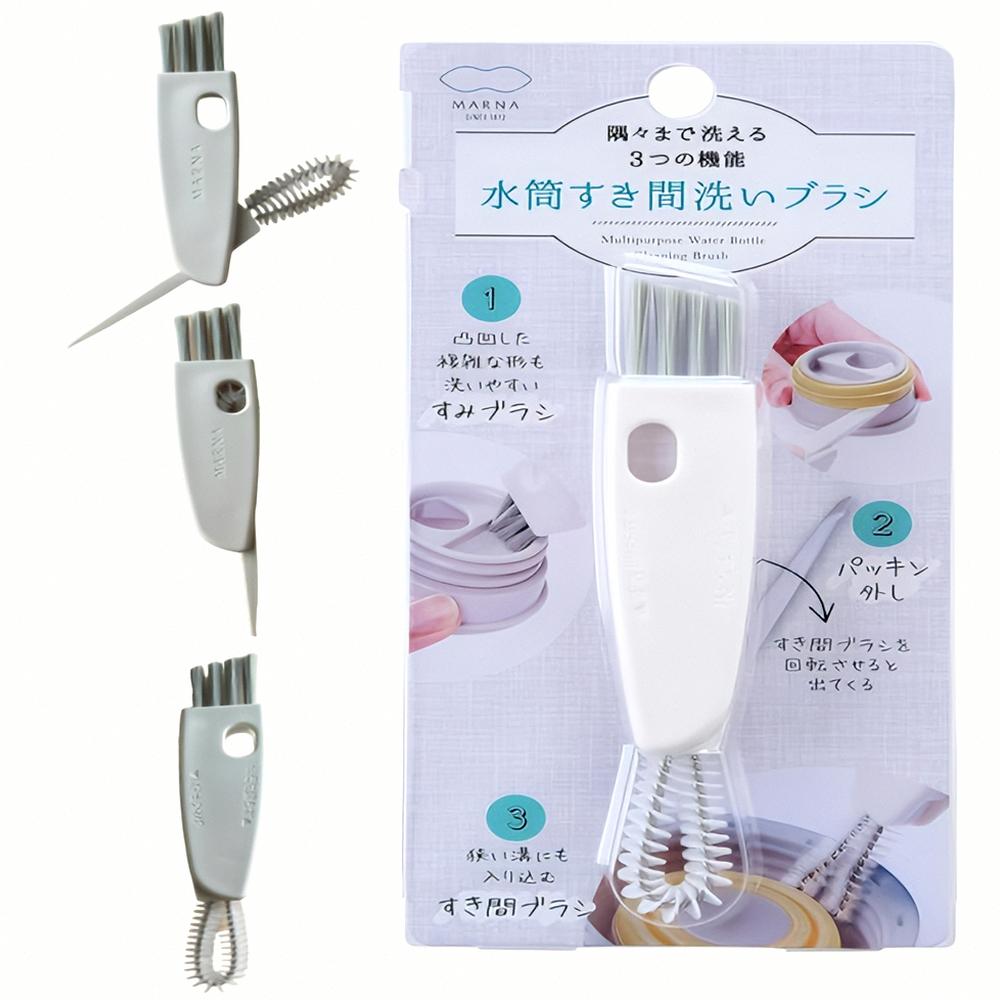 MARNA
SINCE 1872
隅々まで洗える
3つの機能
水筒すき間洗いブラシ
Multipurpose Water Bottle
Cleaning Brush
1
凸凹した
複雑な形も
洗いやすい
すみブラシ
2
パッキン
外し
すき間ブラシを
回転させると
出てくる
3
狭い溝にも
入り込む
すき間ブラシ
MARNA
MARNA